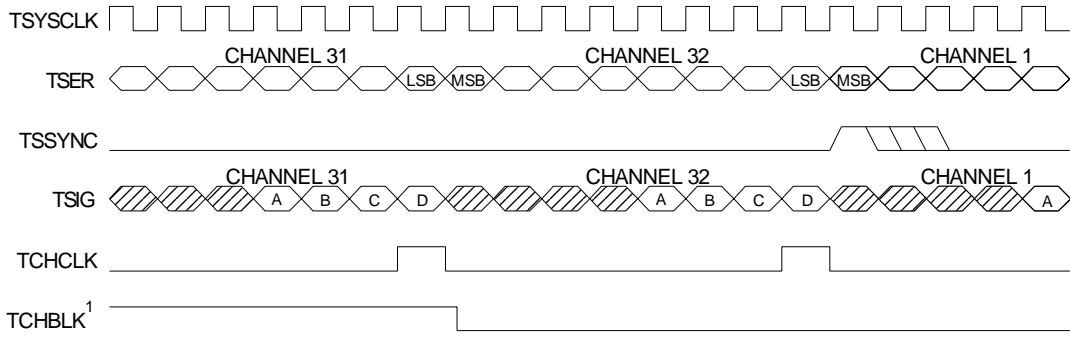 TSYSCLK
CHANNEL 31 CHANNEL 32 CHANNEL 1
TSER LSB MSB LSB MSB
TSSYNC
CHANNEL 31 CHANNEL 32 CHANNEL 1
TSIG A B C D A B C D A
TCHCLK
TCHBLK1